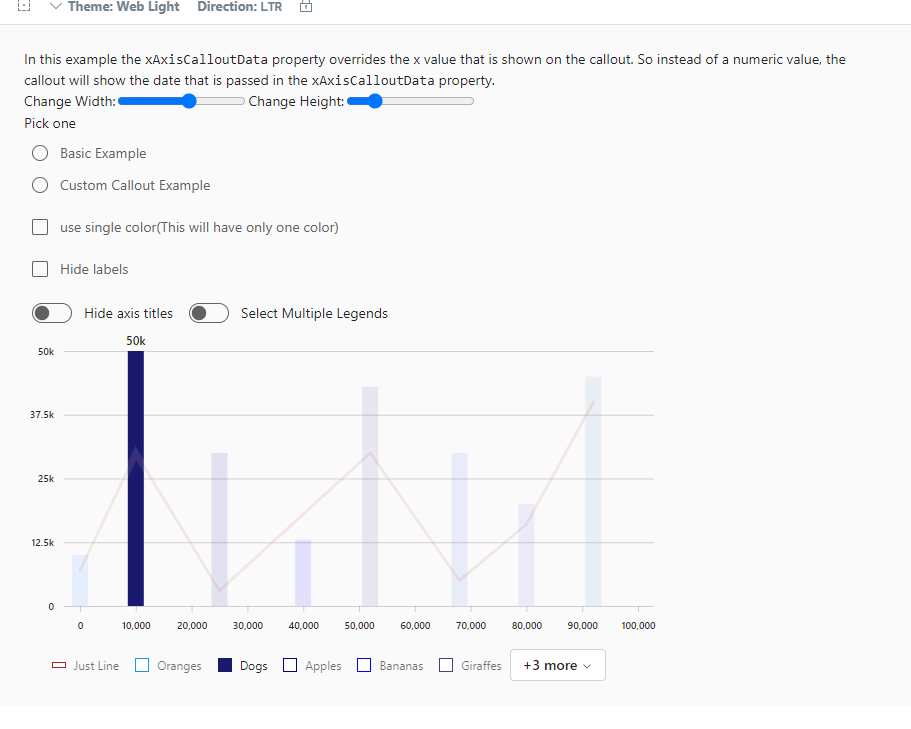 Theme: Web Light Direction: LTR
In this example the xAxisCalloutData property overrides the x value that is shown on the callout. So instead of a numeric value, the
callout will show the date that is passed in the xAxisCalloutData property.
Change Width: Change Height:
Pick one
Basic Example
Custom Callout Example
use single color(This will have only one color)
Hide labels
Hide axis titles Select Multiple Legends
50k
50k
37.5k
25k
12.5k
0
0 10,000 20,000 30,000 40,000 50,000 60,000 70,000 80,000 90,000 100,000
Just Line Oranges Dogs Apples Bananas Giraffes +3 more